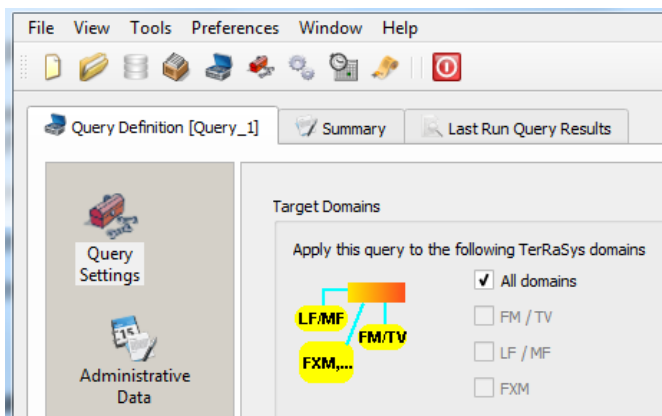 File View Tools Preferences Window Help
Query Definition [Query_1] Summary Last Run Query Results
Query
Settings
Administrative
Data
Target Domains
Apply this query to the following TerRaSys domains
LF/MF
FM/TV
FXM,...
All domains
FM / TV
LF / MF
FXM